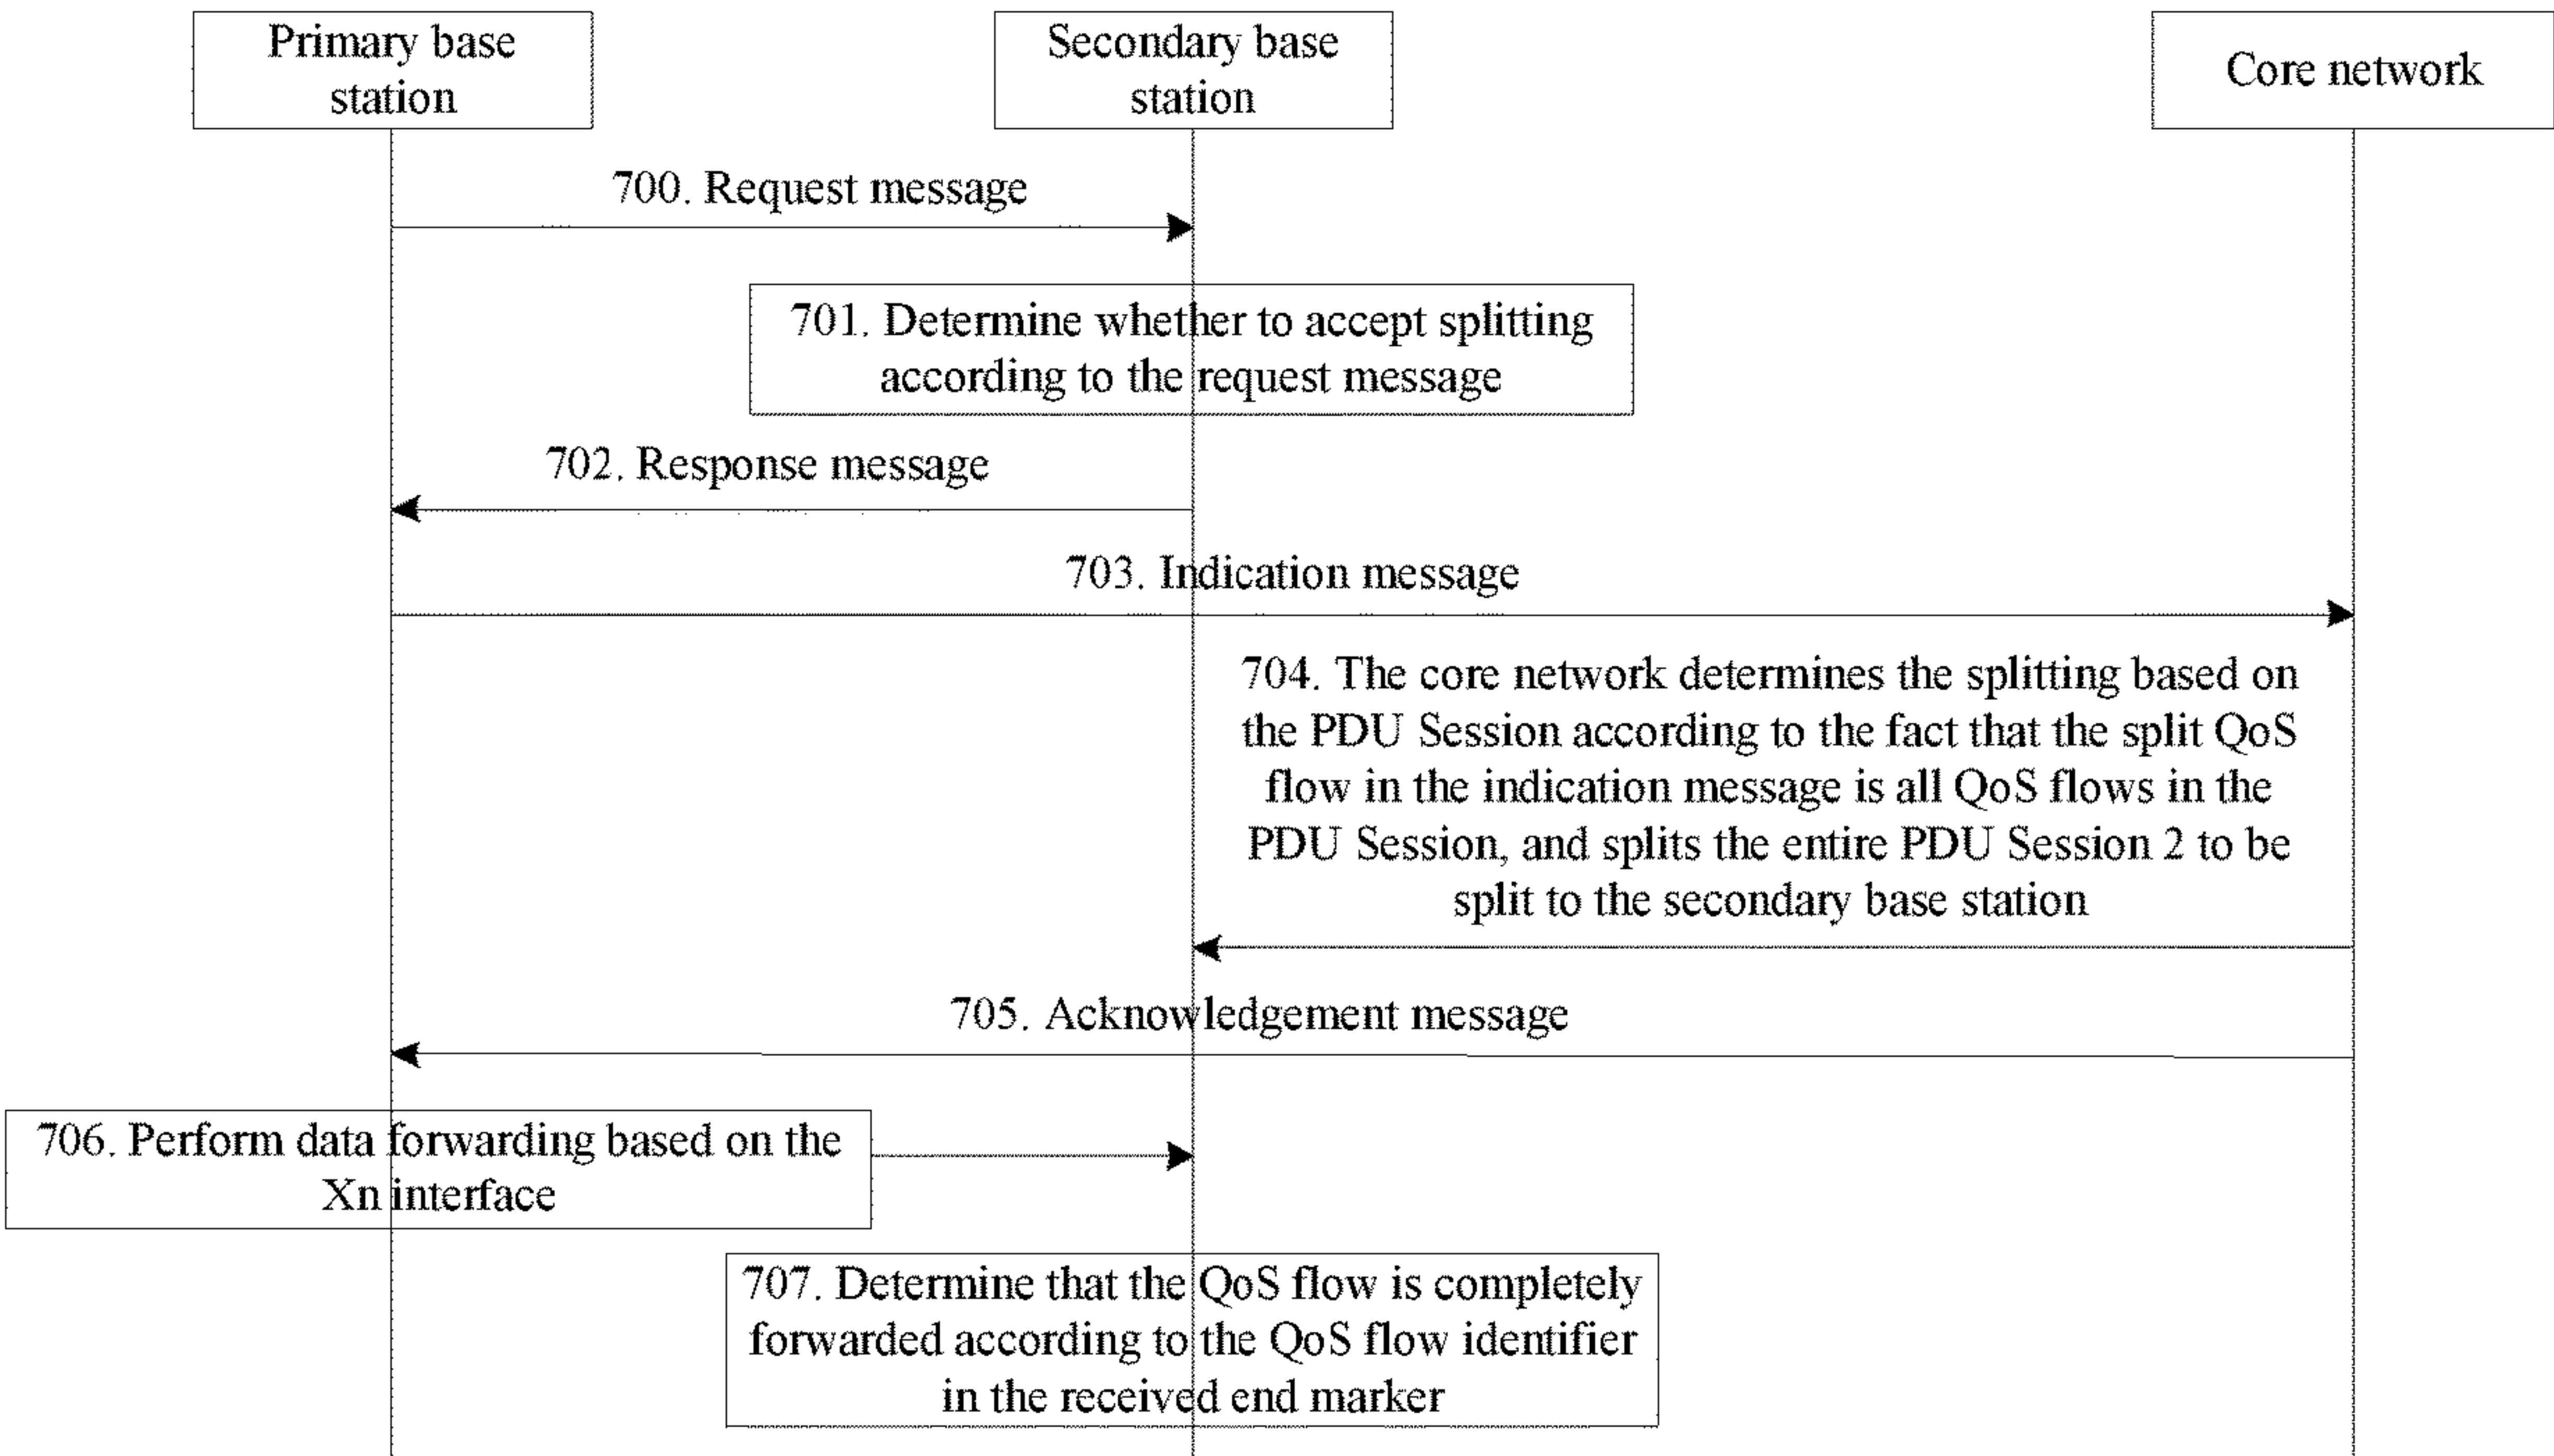 Primary base
station
Secondary base
station
Core network
700. Request message
701. Determine whether to accept splitting
according to the request message
702. Response message
703. Indication message
704. The core network determines the splitting based on
the PDU Session according to the fact that the split QoS
flow in the indication message is all QoS flows in the
PDU Session, and splits the entire PDU Session 2 to be
split to the secondary base station
705. Acknowledgement message
706. Perform data forwarding based on the
Xn interface
707. Determine that the QoS flow is completely
forwarded according to the QoS flow identifier
in the received end marker